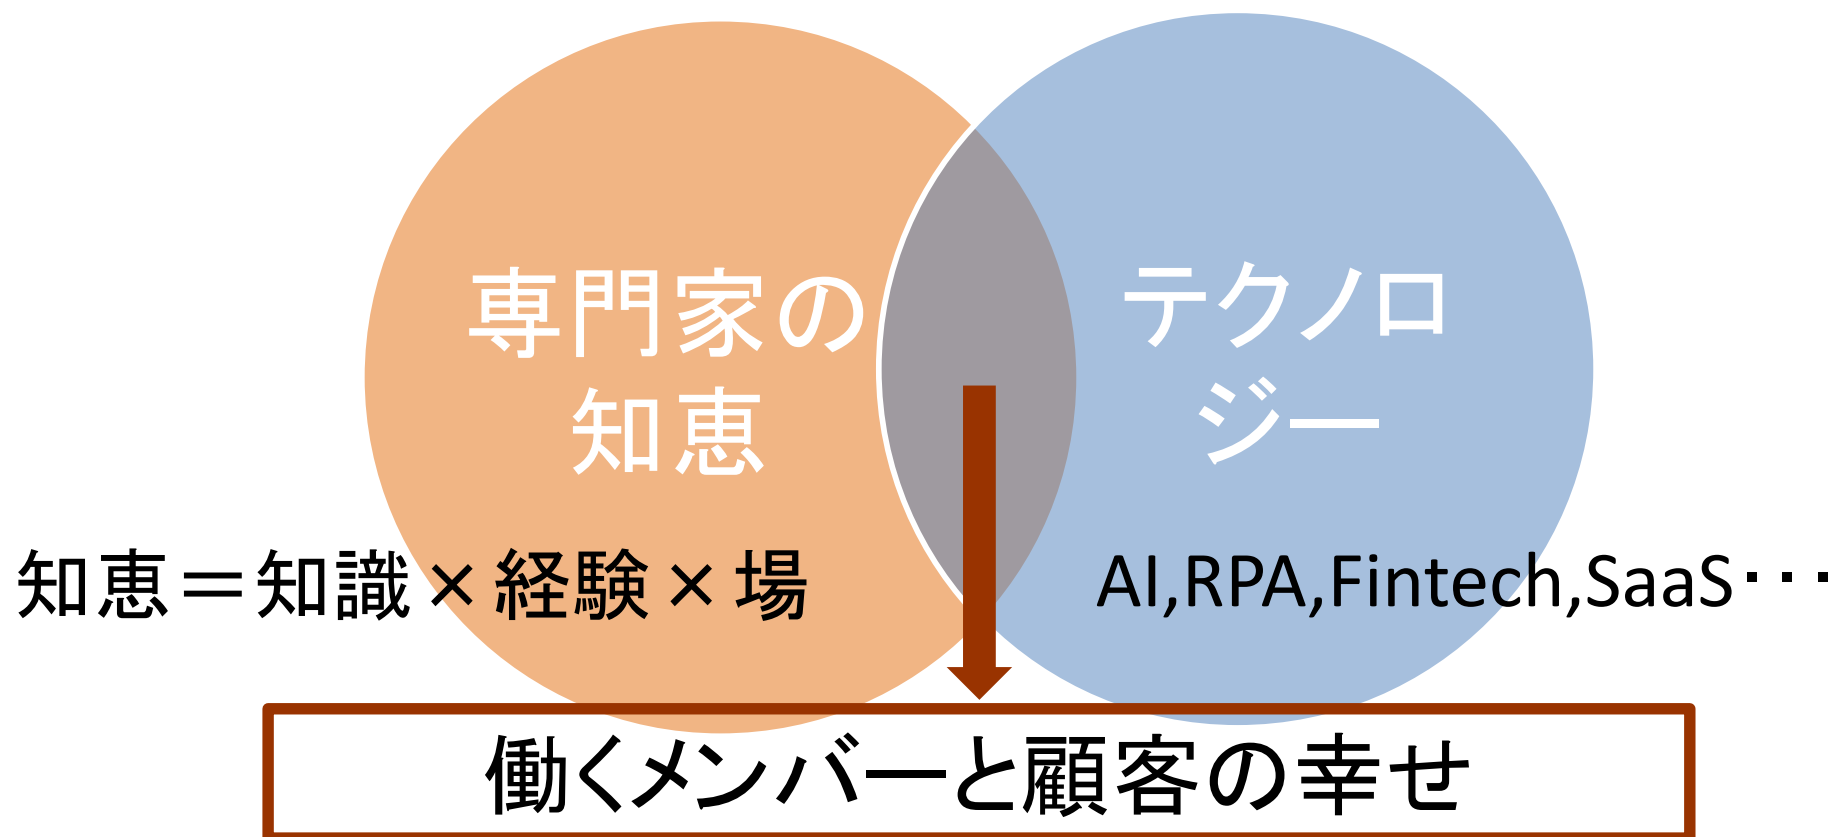 専門家の
知恵
テクノロ
ジー
知恵＝知識×経験×場
AI,RPA,Fintech,SaaS・・・
働くメンバーと顧客の幸せ